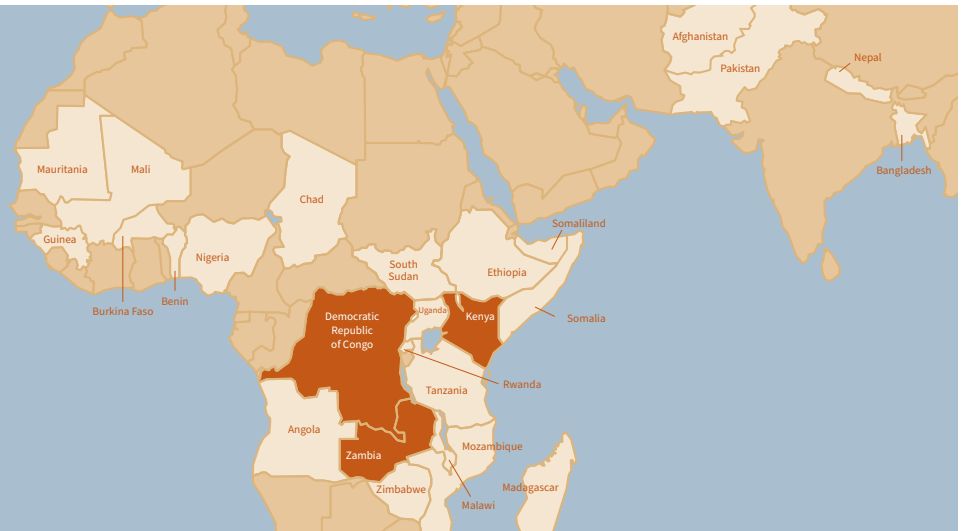 Afghanistan
Nepal
Pakistan
Mauritania
Mali
Bangladesh
Chad
Somaliland
Guinea
Nigeria
South
Sudan
Ethiopia
Benin
Burkina Faso
Uganda
Kenya
Somalia
Democratic
Republic
of Congo
Rwanda
Tanzania
Angola
Mozambique
Zambia
Zimbabwe
Madagascar
Malawi